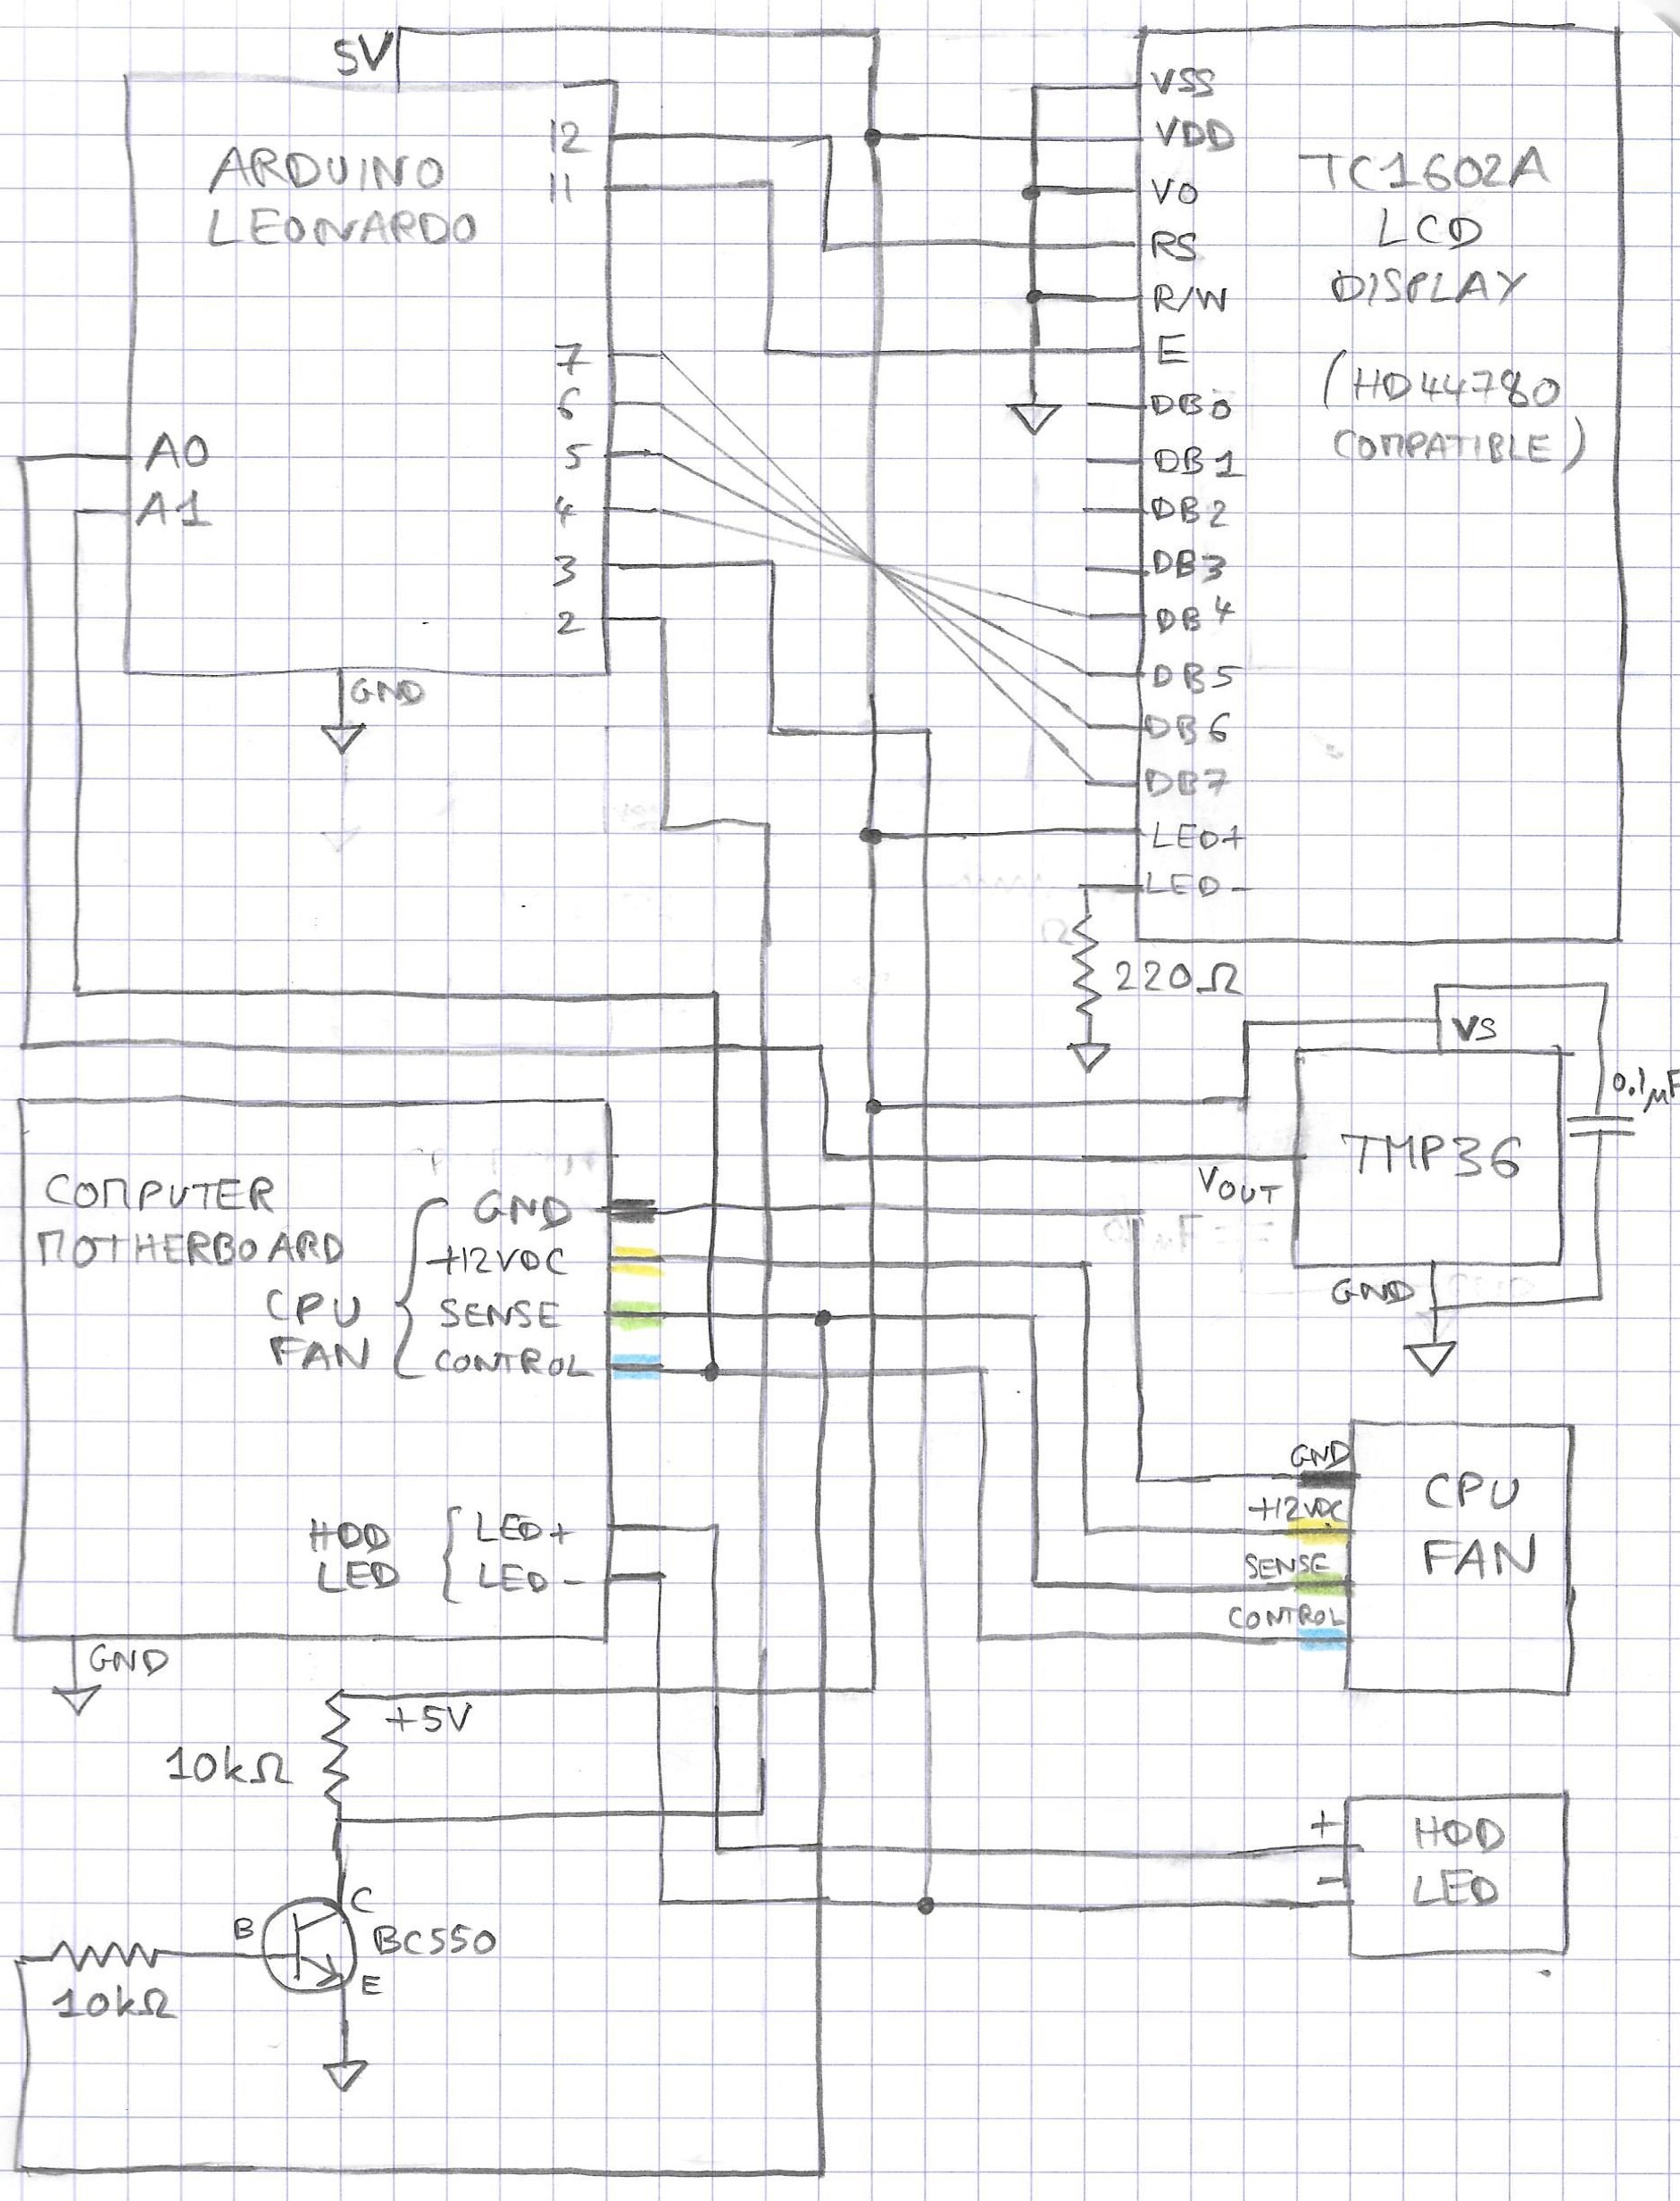 5V
ARDUINO
LEONARDO
12
11
7
6
5
4
3
2
A0
A1
GND
VSS
VDD
VO
RS
R/W
E
DB0
DB1
DB2
DB3
DB4
DB5
DB6
DB7
LED+
LED-
TC1602A
LCD
DISPLAY
(HD44780
COMPATIBLE)
220Ω
VS
0.1μF
TMP36
VOUT
GND
COMPUTER
MOTHERBOARD
CPU
FAN
GND
+12VDC
SENSE
CONTROL
HDD
LED
LED+
LED-
GND
GND
+12VDC
SENSE
CONTROL
CPU
FAN
+5V
10kΩ
C
B
E
BC550
10kΩ
+
-
HDD
LED